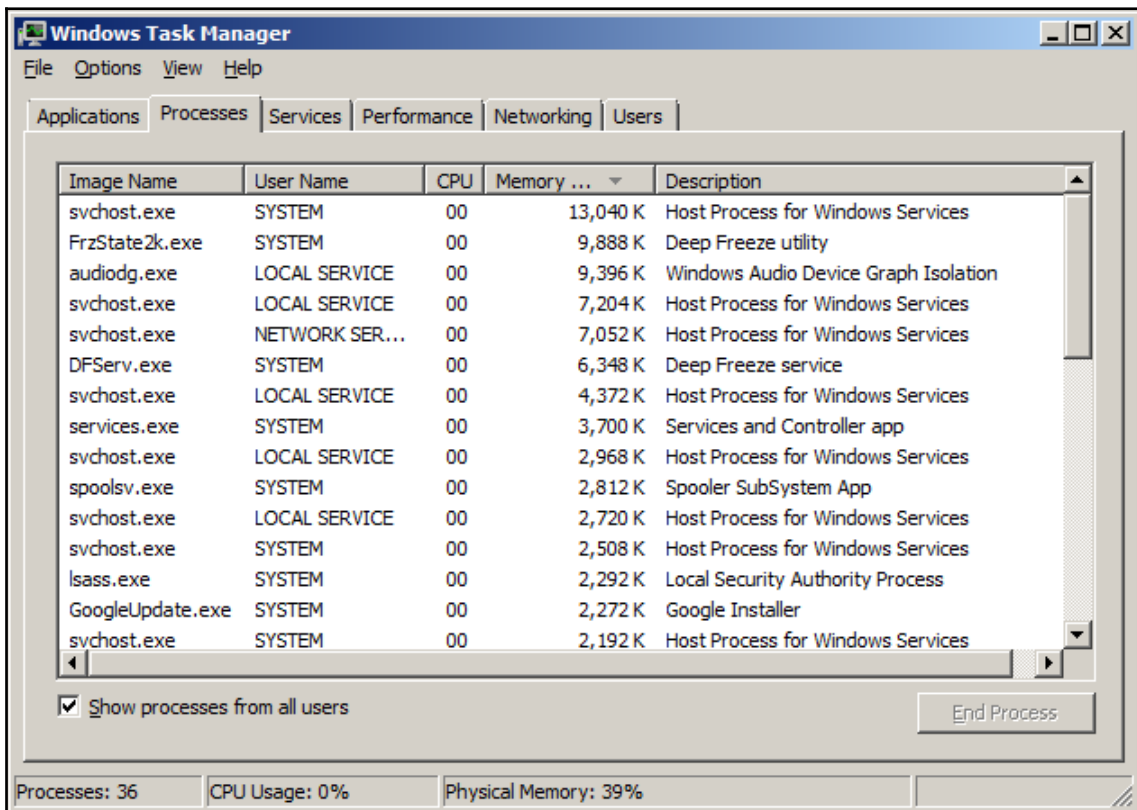 Windows Task Manager
File Options View Help
Applications Processes Services Performance Networking Users
Image Name User Name CPU Memory ... Description
svchost.exe SYSTEM 00 13,040 K Host Process for Windows Services
FrzState2k.exe SYSTEM 00 9,888 K Deep Freeze utility
audiodg.exe LOCAL SERVICE 00 9,396 K Windows Audio Device Graph Isolation
svchost.exe LOCAL SERVICE 00 7,204 K Host Process for Windows Services
svchost.exe NETWORK SER... 00 7,052 K Host Process for Windows Services
DFServ.exe SYSTEM 00 6,348 K Deep Freeze service
svchost.exe LOCAL SERVICE 00 4,372 K Host Process for Windows Services
services.exe SYSTEM 00 3,700 K Services and Controller app
svchost.exe LOCAL SERVICE 00 2,968 K Host Process for Windows Services
spoolsv.exe SYSTEM 00 2,812 K Spooler SubSystem App
svchost.exe LOCAL SERVICE 00 2,720 K Host Process for Windows Services
svchost.exe SYSTEM 00 2,508 K Host Process for Windows Services
lsass.exe SYSTEM 00 2,292 K Local Security Authority Process
GoogleUpdate.exe SYSTEM 00 2,272 K Google Installer
svchost.exe SYSTEM 00 2,192 K Host Process for Windows Services
Show processes from all users
End Process
Processes: 36 CPU Usage: 0% Physical Memory: 39%